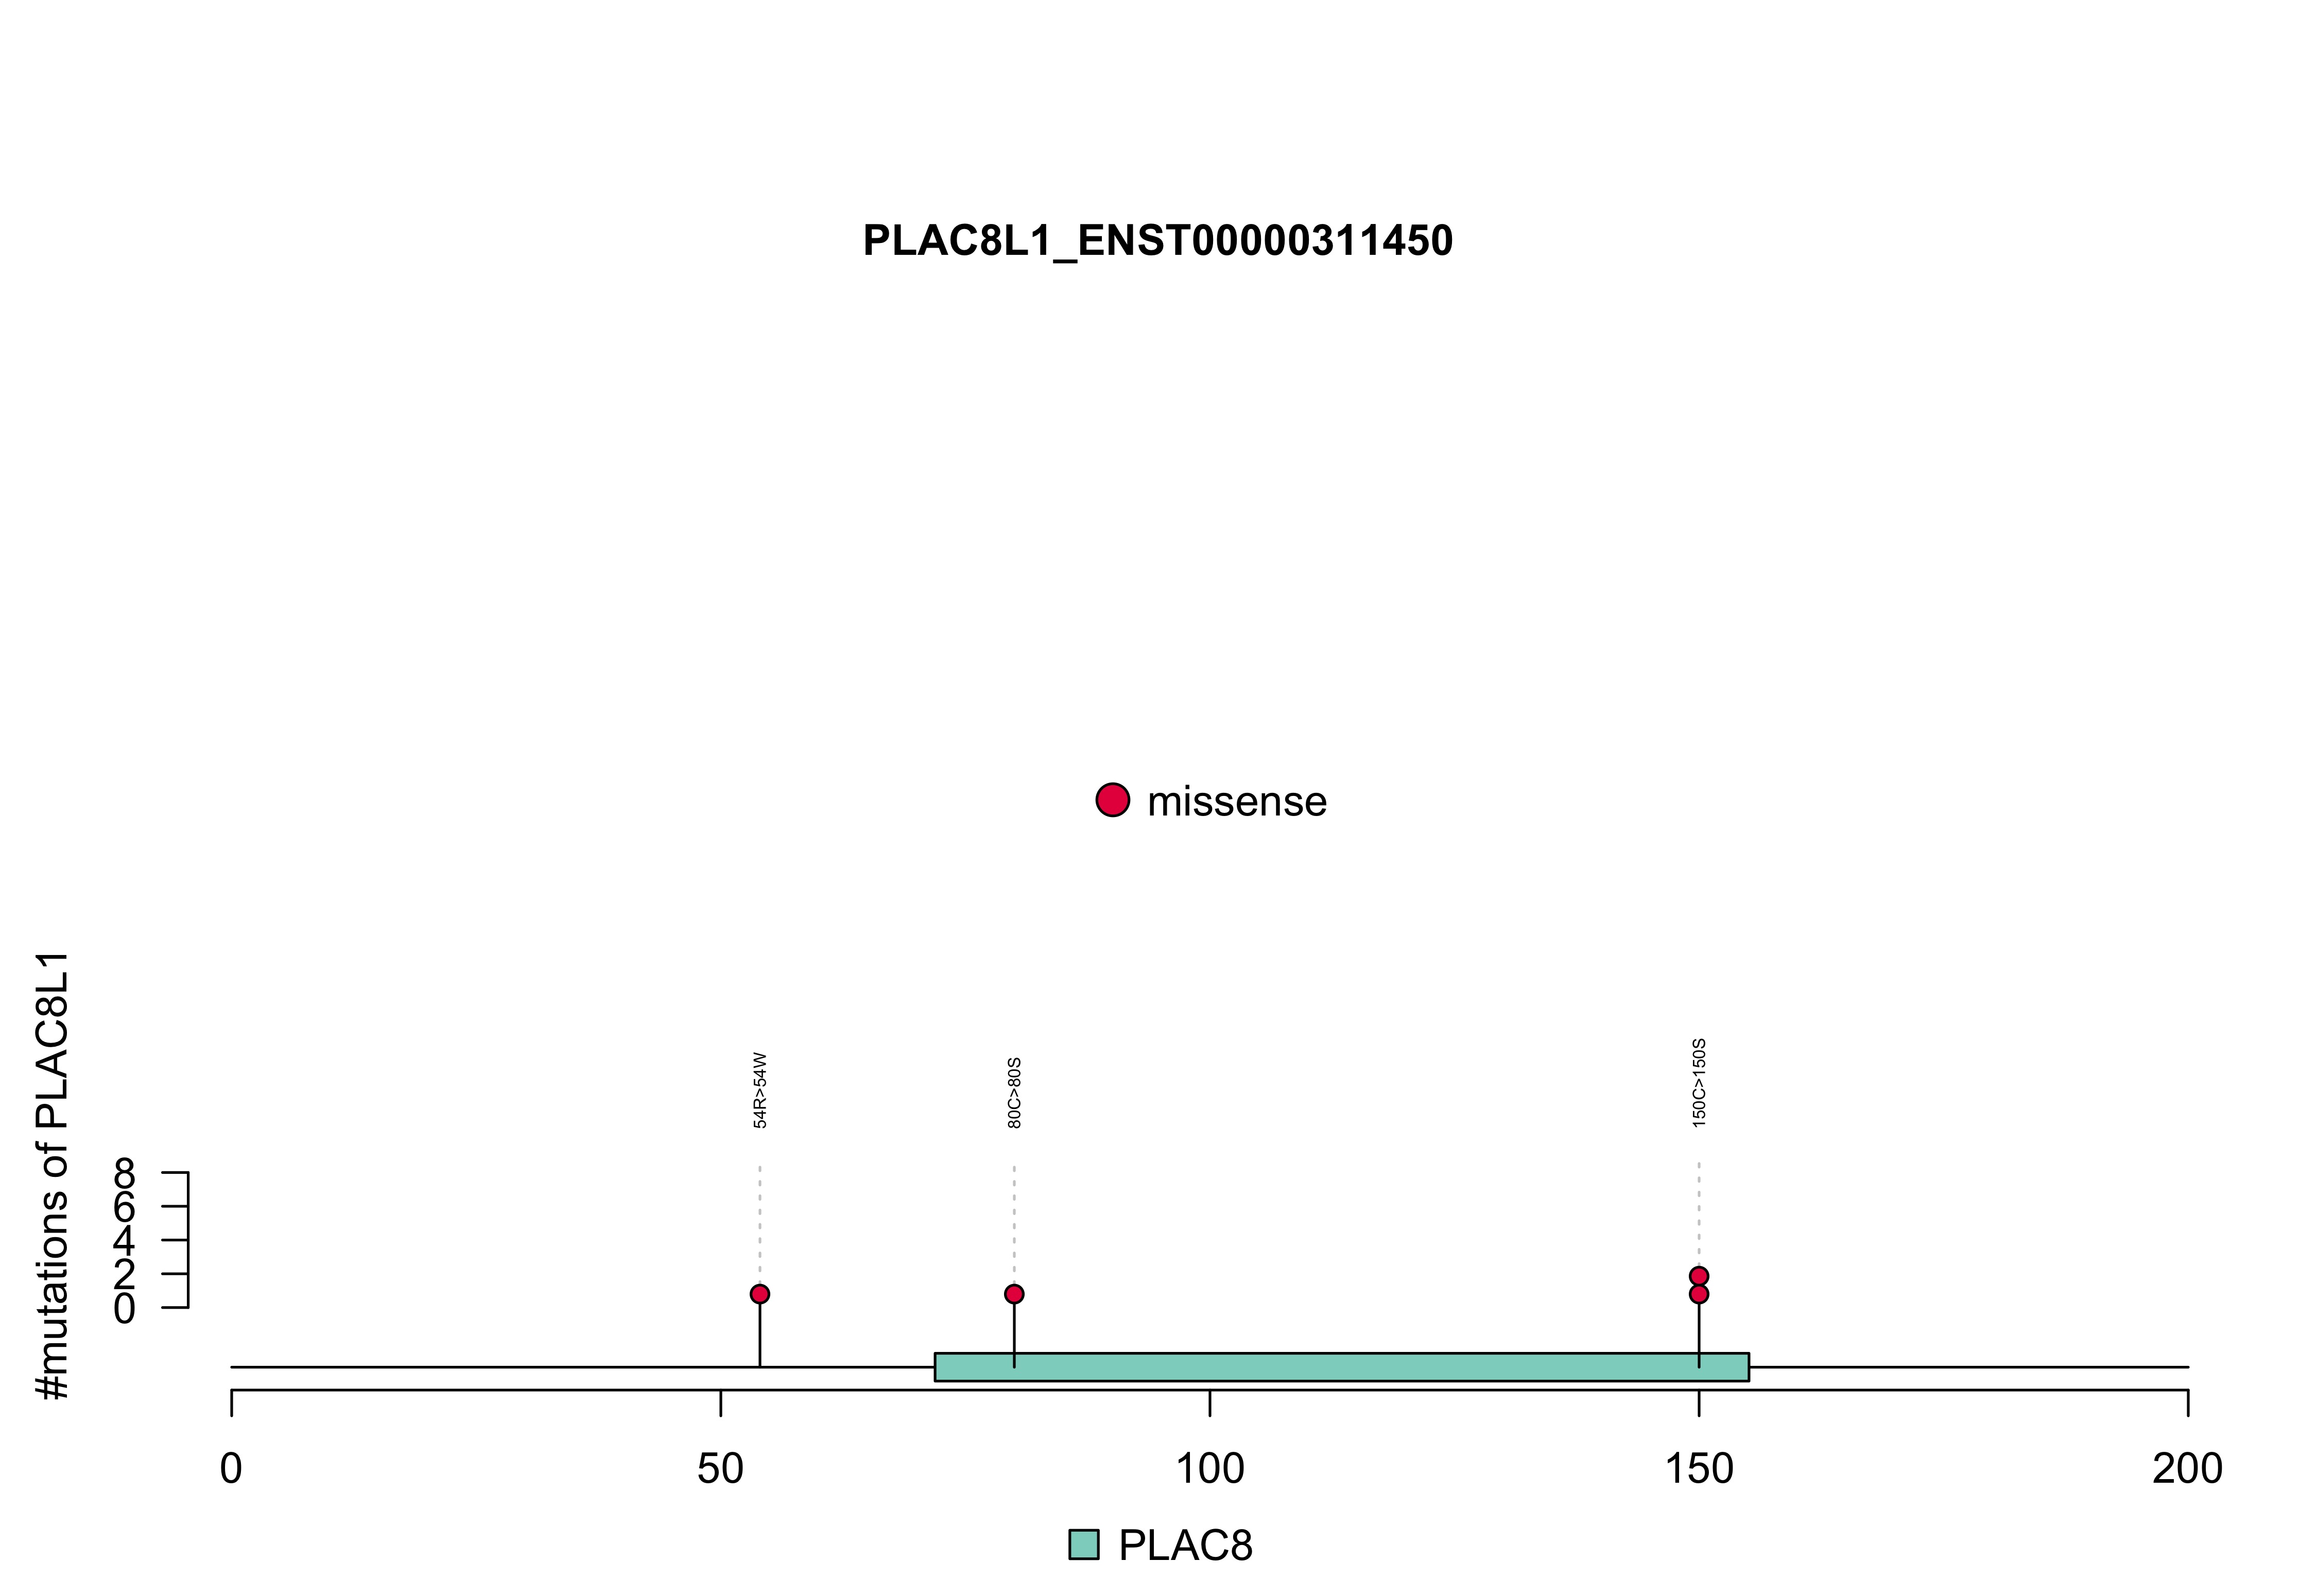 PLAC8L1_ENST00000311450
missense
#mutations of PLAC8L1
54R>54W
80C>80S
150C>150S
8
6
4
2
0
0 50 100 150 200
PLAC8